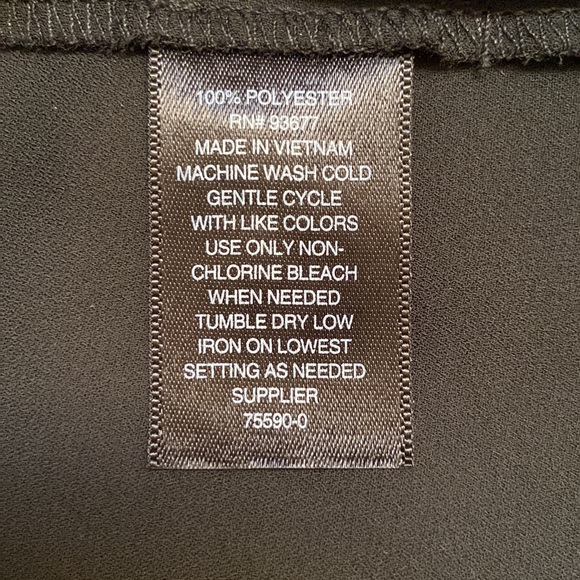 100% POLYESTER
RN# 93677
MADE IN VIETNAM
MACHINE WASH COLD
GENTLE CYCLE
WITH LIKE COLORS
USE ONLY NON-
CHLORINE BLEACH
WHEN NEEDED
TUMBLE DRY LOW
IRON ON LOWEST
SETTING AS NEEDED
SUPPLIER
75590-0